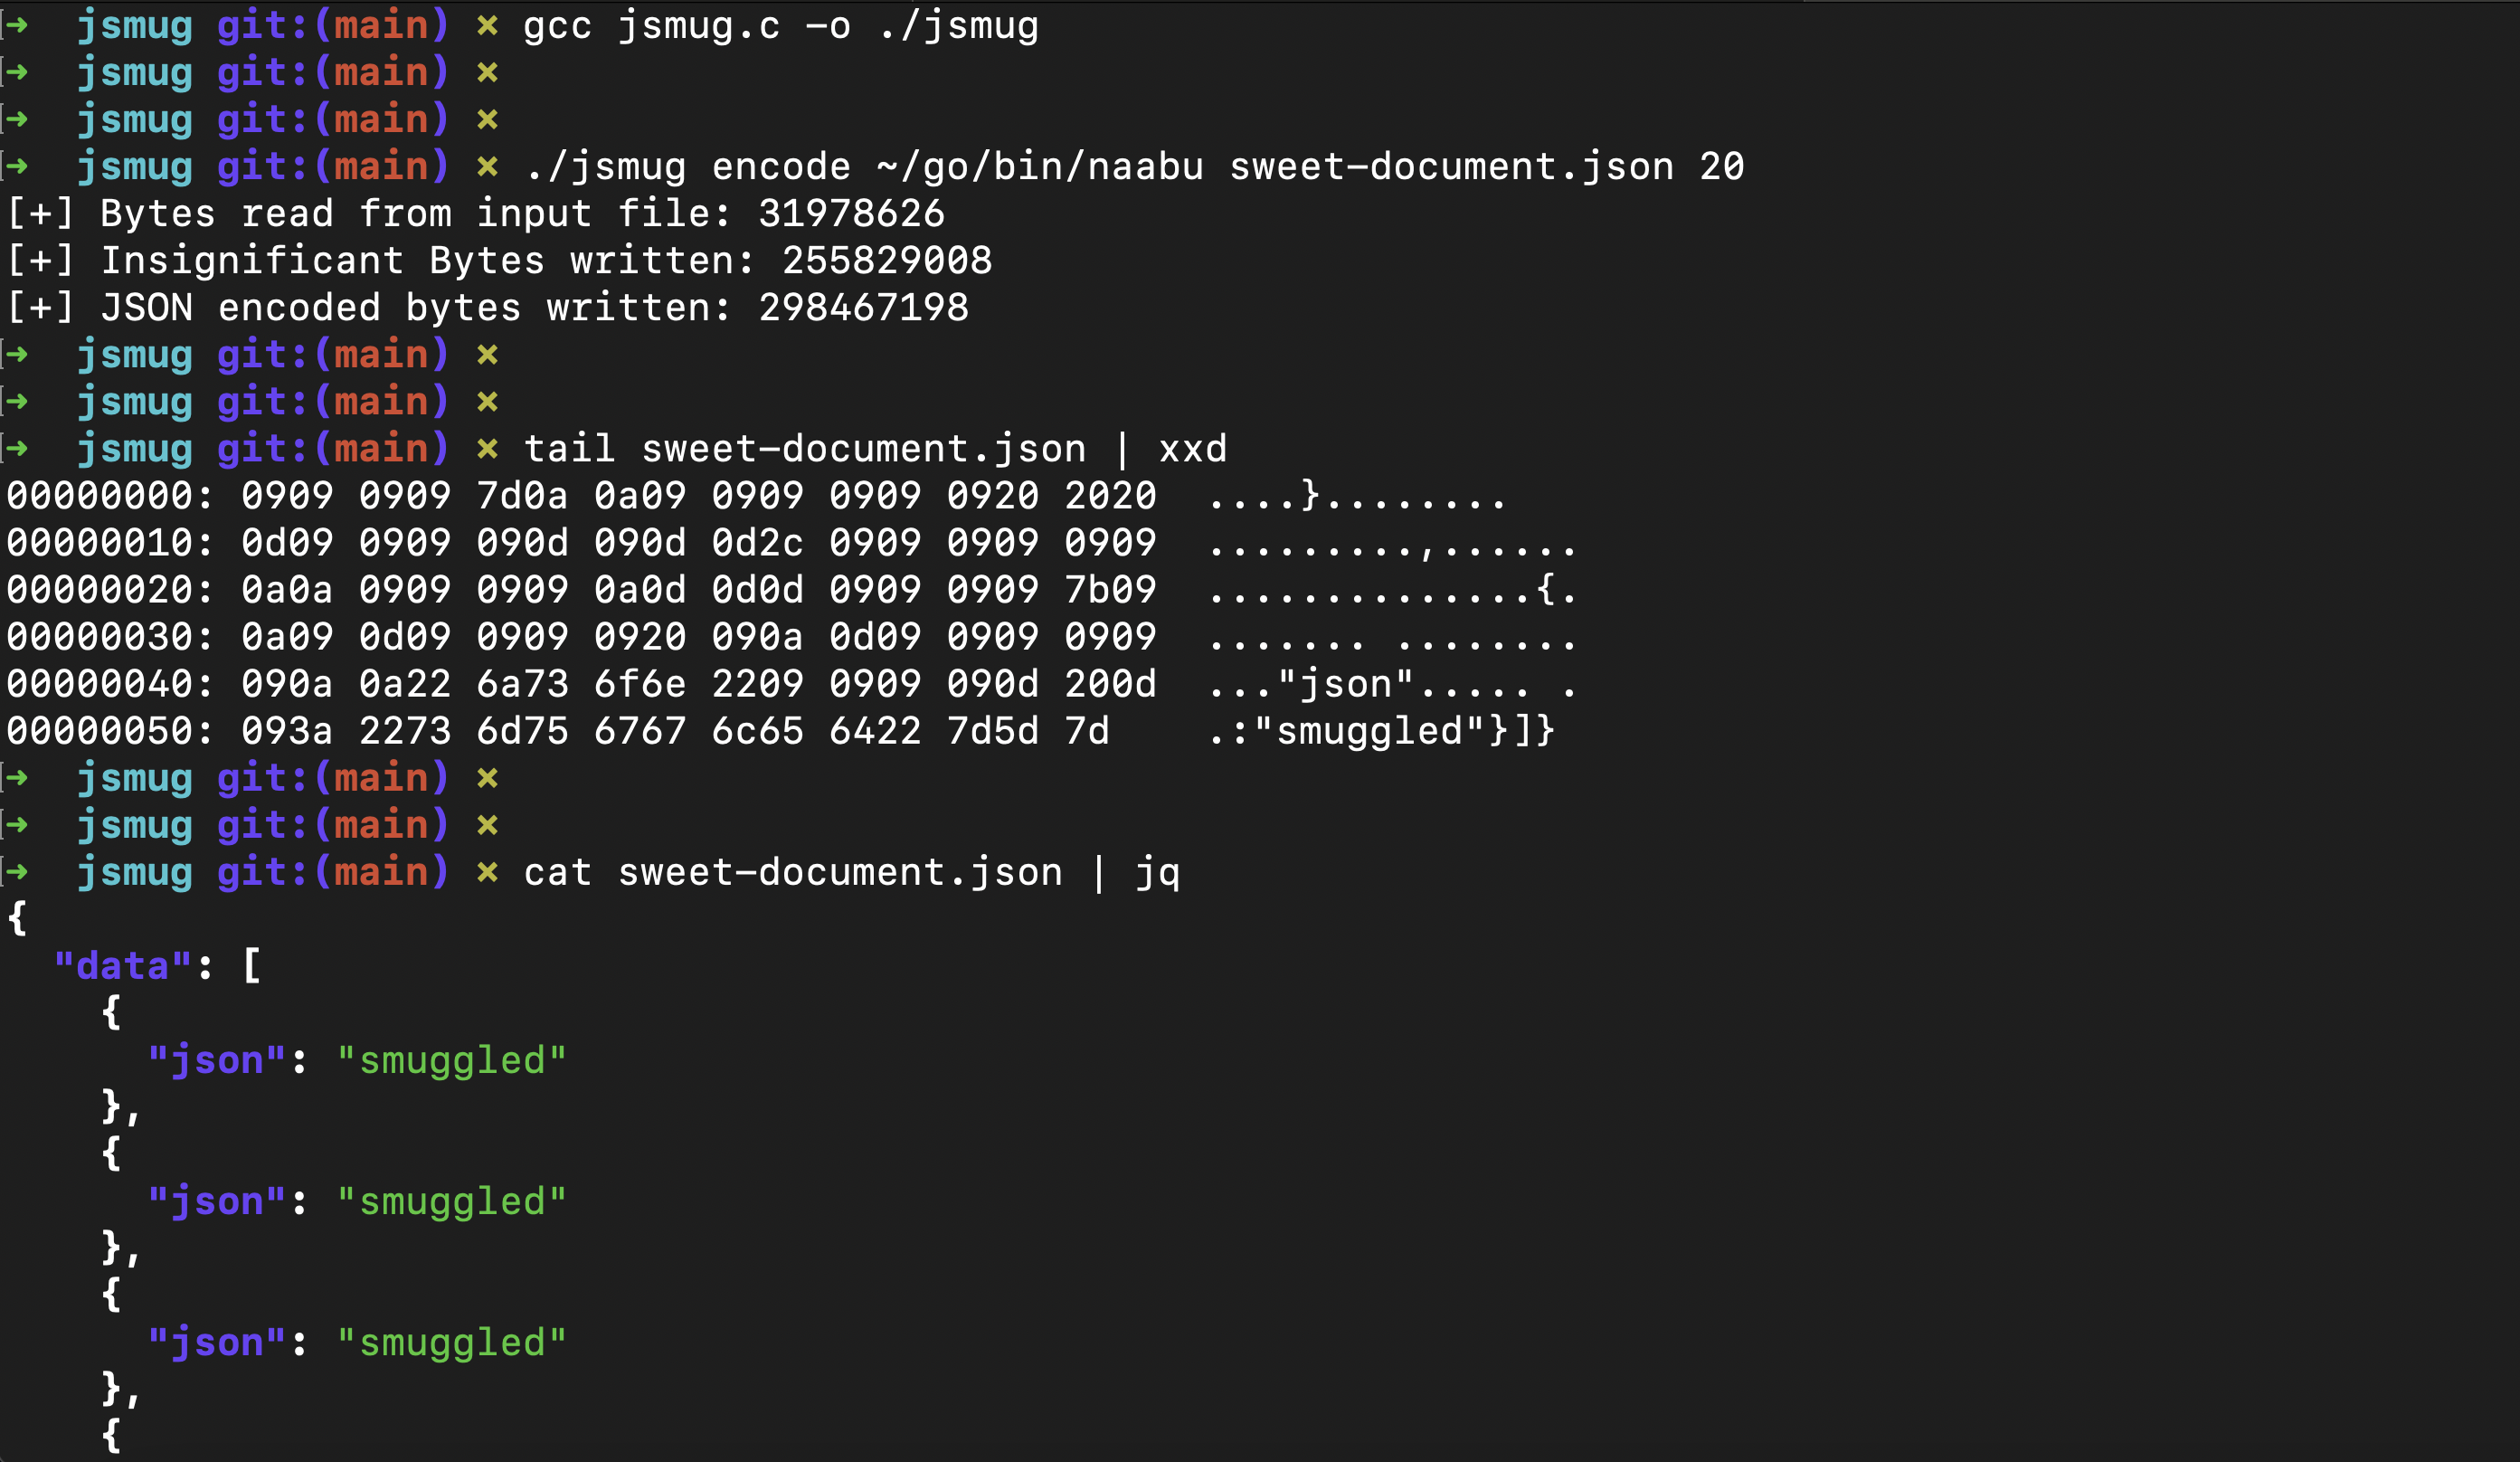 ➜  jsmug git:(main) ✗ gcc jsmug.c -o ./jsmug
➜  jsmug git:(main) ✗
➜  jsmug git:(main) ✗
➜  jsmug git:(main) ✗ ./jsmug encode ~/go/bin/naabu sweet-document.json 20
[+] Bytes read from input file: 31978626
[+] Insignificant Bytes written: 255829008
[+] JSON encoded bytes written: 298467198
➜  jsmug git:(main) ✗
➜  jsmug git:(main) ✗
➜  jsmug git:(main) ✗ tail sweet-document.json | xxd
00000000: 0909 0909 7d0a 0a09 0909 0909 0920 2020  ....}........
00000010: 0d09 0909 090d 090d 0d2c 0909 0909 0909  .........,......
00000020: 0a0a 0909 0909 0a0d 0d0d 0909 0909 7b09  ..............{.
00000030: 0a09 0d09 0909 0920 090a 0d09 0909 0909  ....... ........
00000040: 090a 0a22 6a73 6f6e 2209 0909 090d 200d  ..."json"..... .
00000050: 093a 2273 6d75 6767 6c65 6422 7d5d 7d    .:"smuggled"}]}
➜  jsmug git:(main) ✗
➜  jsmug git:(main) ✗
➜  jsmug git:(main) ✗ cat sweet-document.json | jq
{
  "data": [
    {
      "json": "smuggled"
    },
    {
      "json": "smuggled"
    },
    {
      "json": "smuggled"
    },
    {